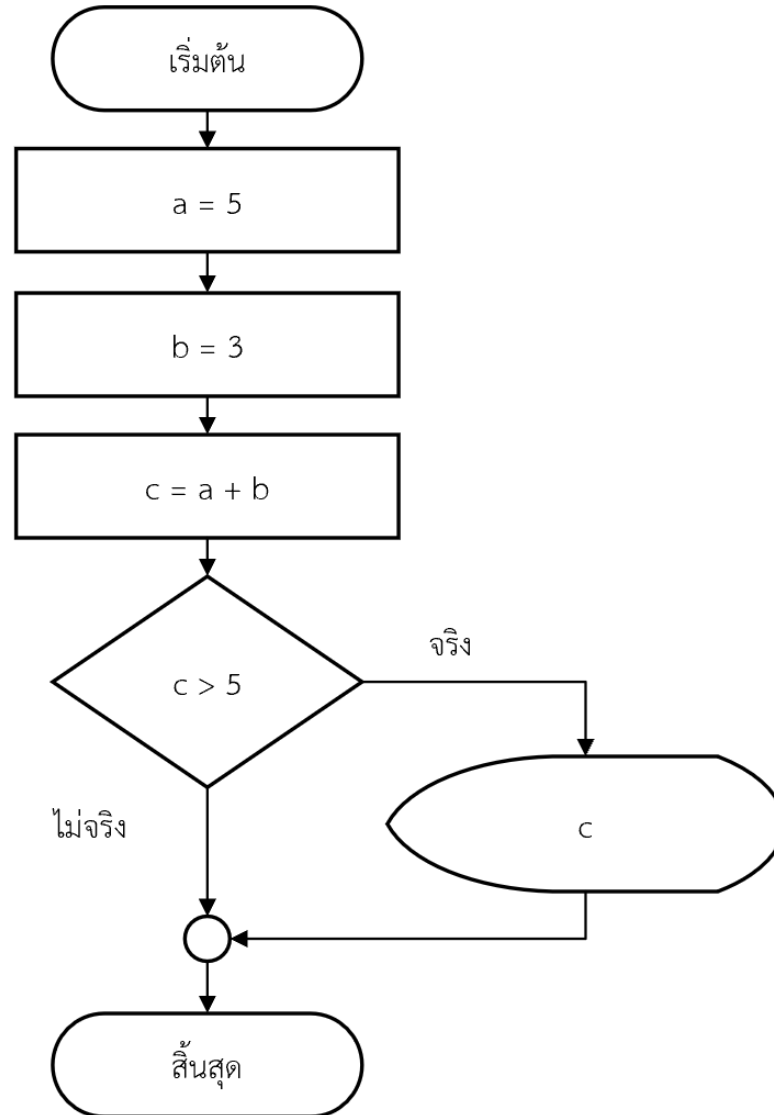 เริ่มต้น
a = 5
b = 3
c = a + b
c > 5
จริง
ไม่จริง
c
สิ้นสุด